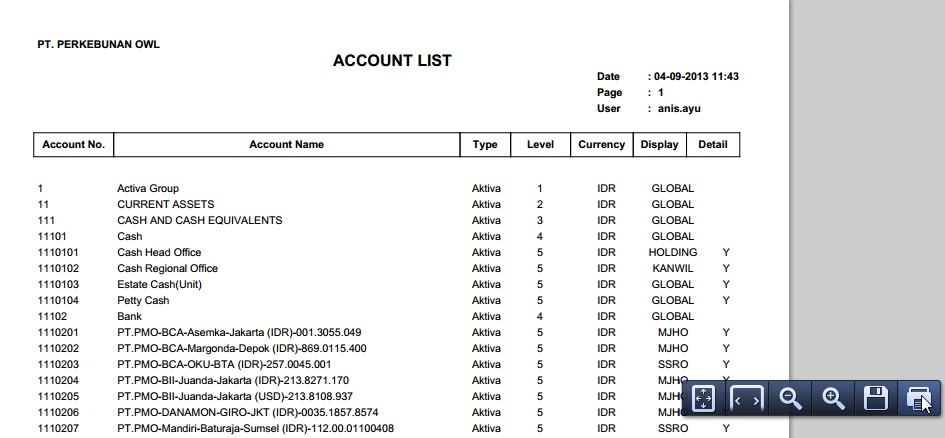 PT. PERKEBUNAN OWL
ACCOUNT LIST
Date : 04-09-2013 11:43
Page : 1
User : anis.ayu
Account No. Account Name Type Level Currency Display Detail
1 Activa Group Aktiva 1 IDR GLOBAL
11 CURRENT ASSETS Aktiva 2 IDR GLOBAL
111 CASH AND CASH EQUIVALENTS Aktiva 3 IDR GLOBAL
11101 Cash Aktiva 4 IDR GLOBAL
1110101 Cash Head Office Aktiva 5 IDR HOLDING Y
1110102 Cash Regional Office Aktiva 5 IDR KANWIL Y
1110103 Estate Cash(Unit) Aktiva 5 IDR GLOBAL Y
1110104 Petty Cash Aktiva 5 IDR GLOBAL Y
11102 Bank Aktiva 4 IDR GLOBAL
1110201 PT.PMO-BCA-Asemka-Jakarta (IDR)-001.3055.049 Aktiva 5 IDR MJHO Y
1110202 PT.PMO-BCA-Margonda-Depok (IDR)-869.0115.400 Aktiva 5 IDR MJHO Y
1110203 PT.PMO-BCA-OKU-BTA (IDR)-257.0045.001 Aktiva 5 IDR SSRO Y
1110204 PT.PMO-BII-Juanda-Jakarta (IDR)-213.8271.170 Aktiva 5 IDR MJHO
1110205 PT.PMO-BII-Juanda-Jakarta (USD)-213.8108.937 Aktiva 5 IDR MJHO
1110206 PT.PMO-DANAMON-GIRO-JKT (IDR)-0035.1857.8574 Aktiva 5 IDR MJHO
1110207 PT.PMO-Mandiri-Baturaja-Sumsel (IDR)-112.00.01100408 Aktiva 5 IDR SSRO Y